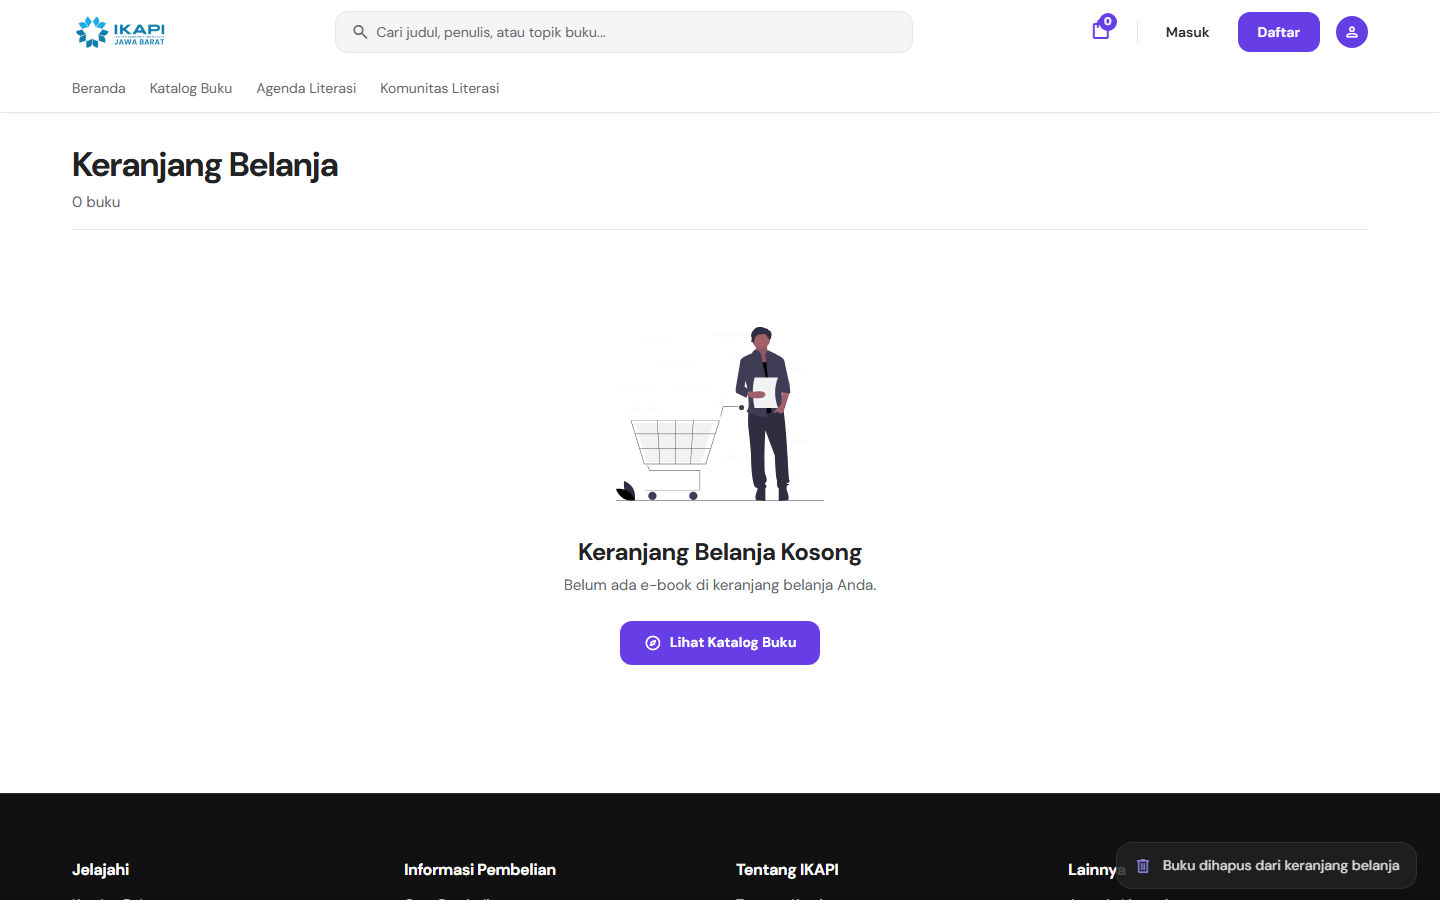 IKAPI
JAWA BARAT
Cari judul, penulis, atau topik buku...
0
Masuk
Daftar
Beranda
Katalog Buku
Agenda Literasi
Komunitas Literasi
Keranjang Belanja
0 buku
Keranjang Belanja Kosong
Belum ada e-book di keranjang belanja Anda.
Lihat Katalog Buku
Jelajahi
Informasi Pembelian
Tentang IKAPI
Lainnya
Buku dihapus dari keranjang belanja